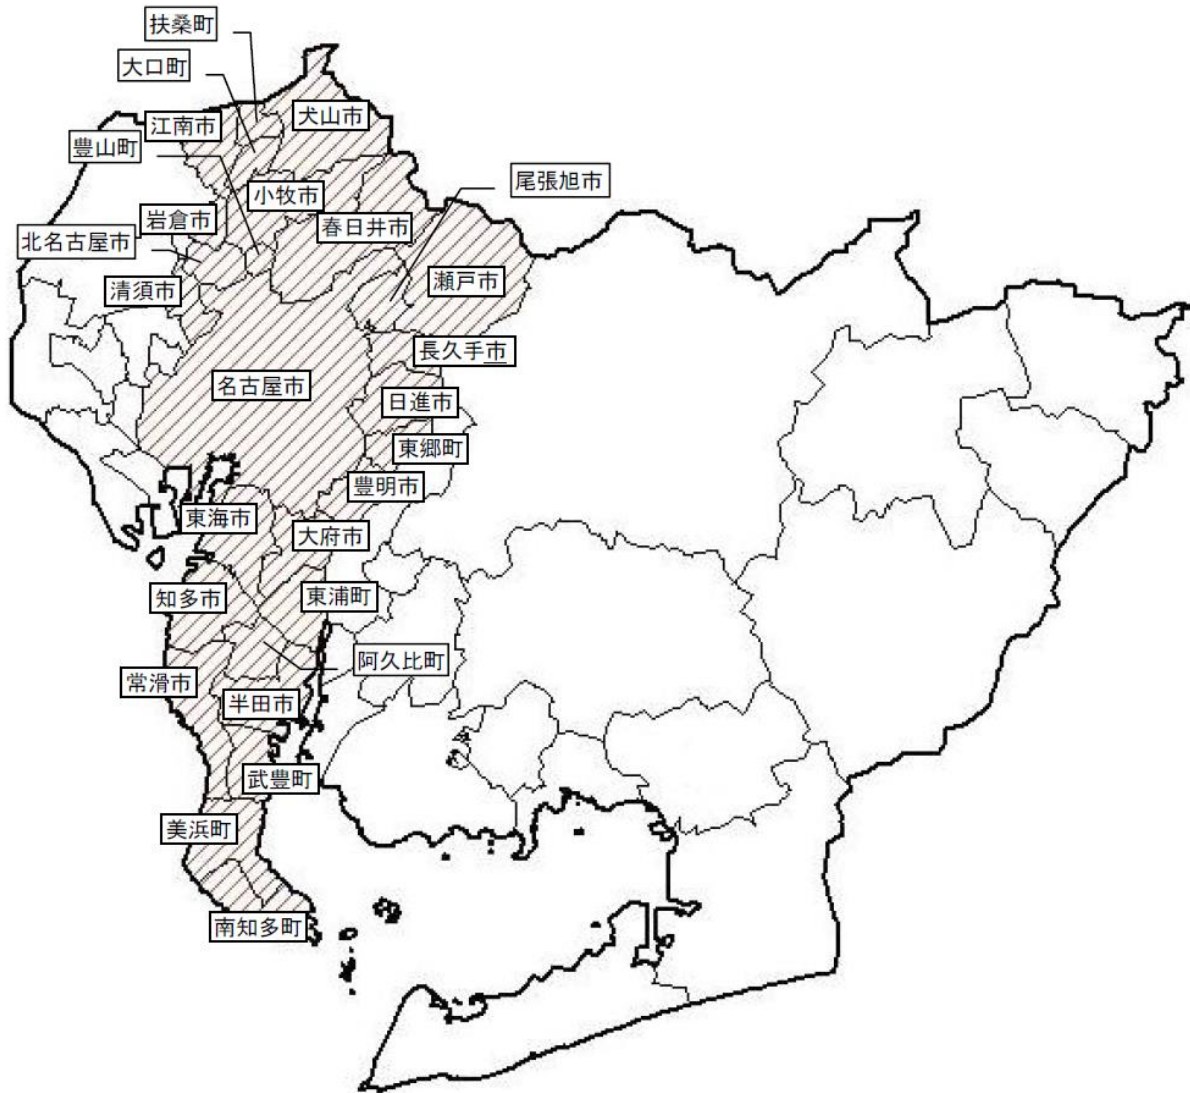 扶桑町
大口町
江南市
犬山市
豊山町
小牧市
尾張旭市
岩倉市
春日井市
北名古屋市
瀬戸市
清須市
長久手市
名古屋市
日進市
東郷町
豊明市
東海市
大府市
知多市
東浦町
阿久比町
常滑市
半田市
武豊町
美浜町
南知多町